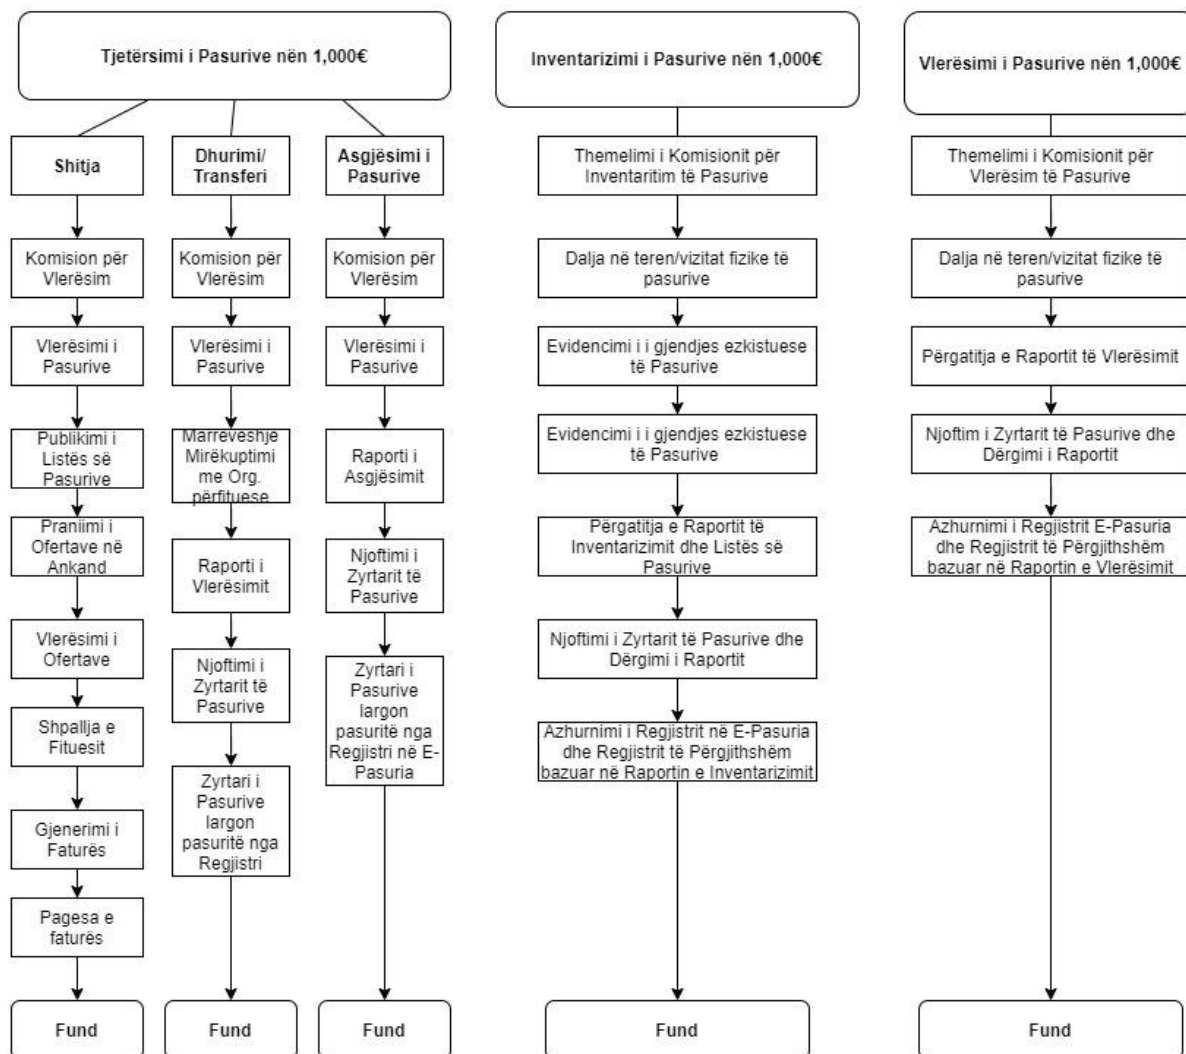 Tjetërsimi i Pasurive nën 1,000€
Shitja
Komision për
Vlerësim
Vlerësimi i
Pasurive
Publikimi i
Listës së
Pasurive
Praniimi i
Ofertave në
Ankand
Vlerësimi i
Ofertave
Shpallja e
Fituesit
Gjenerimi i
Faturës
Pagesa e
faturës
Fund
Dhurimi/
Transferi
Komision për
Vlerësim
Vlerësimi i
Pasurive
Marrëveshje
Mirëkuptimi
me Org.
përfituese
Raporti i
Vlerësimit
Njoftimi i
Zyrtarit të
Pasurive
Zyrtari i
Pasurive
largon
pasuritë nga
Regjistri
Fund
Asgjësimi i
Pasurive
Komision për
Vlerësim
Vlerësimi i
Pasurive
Raporti i
Asgjësimit
Njoftimi i
Zyrtarit të
Pasurive
Zyrtari i
Pasurive
largon
pasuritë nga
Regjistri në E-
Pasuria
Fund
Inventarizimi i Pasurive nën 1,000€
Themelimi i Komisionit për
Inventaritim të Pasurive
Dalja në teren/vizitat fizike të
pasurive
Evidencimi i i gjendjes ezkistuese
të Pasurive
Evidencimi i i gjendjes ezkistuese
të Pasurive
Përgatitja e Raportit të
Inventarizimit dhe Listës së
Pasurive
Njoftimi i Zyrtarit të Pasurive dhe
Dërgimi i Raportit
Azhurnimi i Regjistrit në E-Pasuria
dhe Regjistrit të Përgjithshëm
bazuar në Raportin e Inventarizimit
Fund
Vlerësimi i Pasurive nën 1,000€
Themelimi i Komisionit për
Vlerësim të Pasurive
Dalja në teren/vizitat fizike të
pasurive
Përgatitja e Raportit të Vlerësimit
Njoftim i Zyrtarit të Pasurive dhe
Dërgimi i Raportit
Azhurnimi i Regjistrit E-Pasuria
dhe Regjistrit të Përgjithshëm
bazuar në Raportin e Vlerësimit
Fund